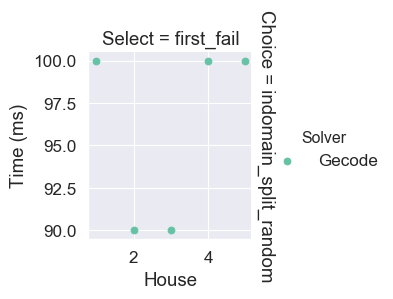 Select = first_fail
100.0
97.5
95.0
92.5
90.0
Time (ms)
2
4
House
Choice = indomain_split_random
Solver
Gecode